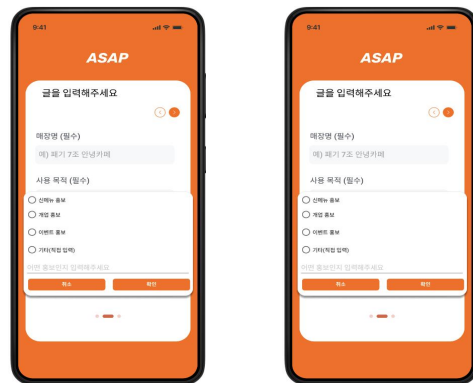 9:41
ASAP
글을 입력해주세요
매장명 (필수)
예) 패기 7조 안녕카페
사용 목적 (필수)
신메뉴 홍보
개업 홍보
이벤트 홍보
기타(직접 입력)
어떤 홍보인지 입력해주세요
취소 확인
9:41
ASAP
글을 입력해주세요
매장명 (필수)
예) 패기 7조 안녕카페
사용 목적 (필수)
신메뉴 홍보
개업 홍보
이벤트 홍보
기타(직접 입력)
어떤 홍보인지 입력해주세요
취소 확인